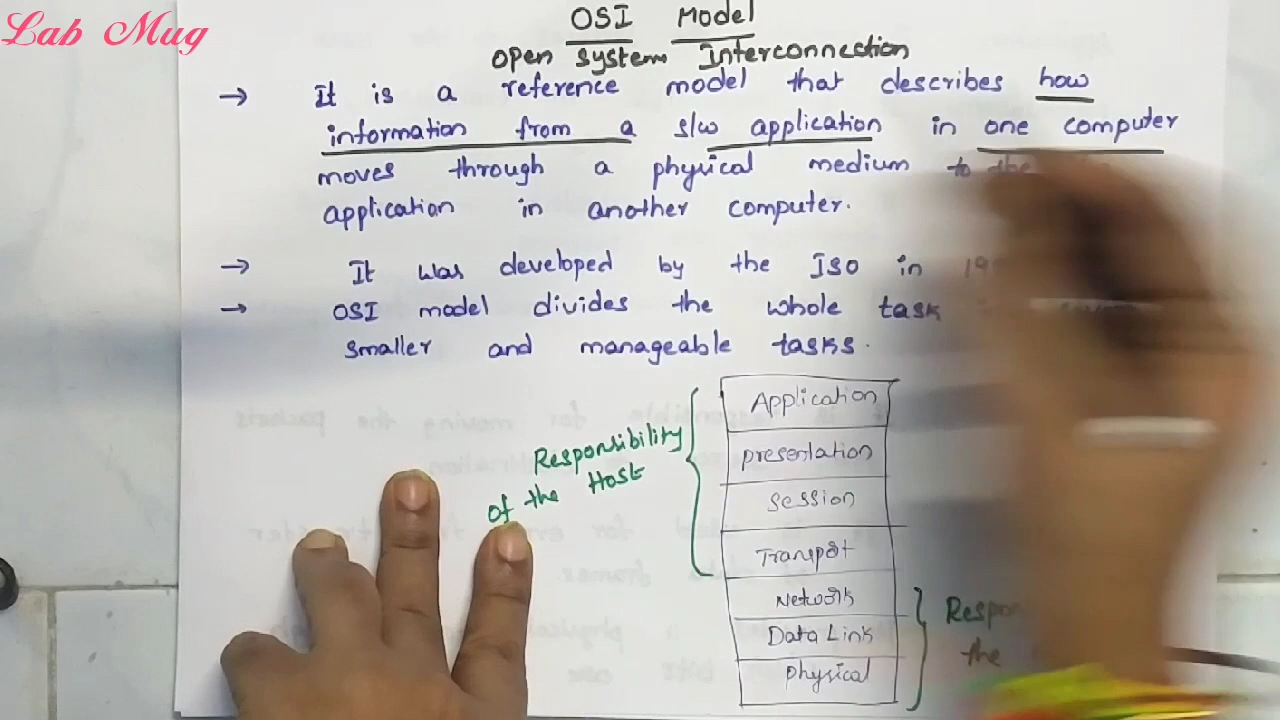 Lab Mug
OSI Model
open system Interconnection
→ It is a reference model that describes how
information from a s/w application in one computer
moves through a physical medium to the
application in another computer.
→ It was developed by the ISO in
→ OSI model divides the whole task
smaller and manageable tasks.
Application
presentation
session
Transport
Network
Data Link
physical
Responsibility
of the Host
the